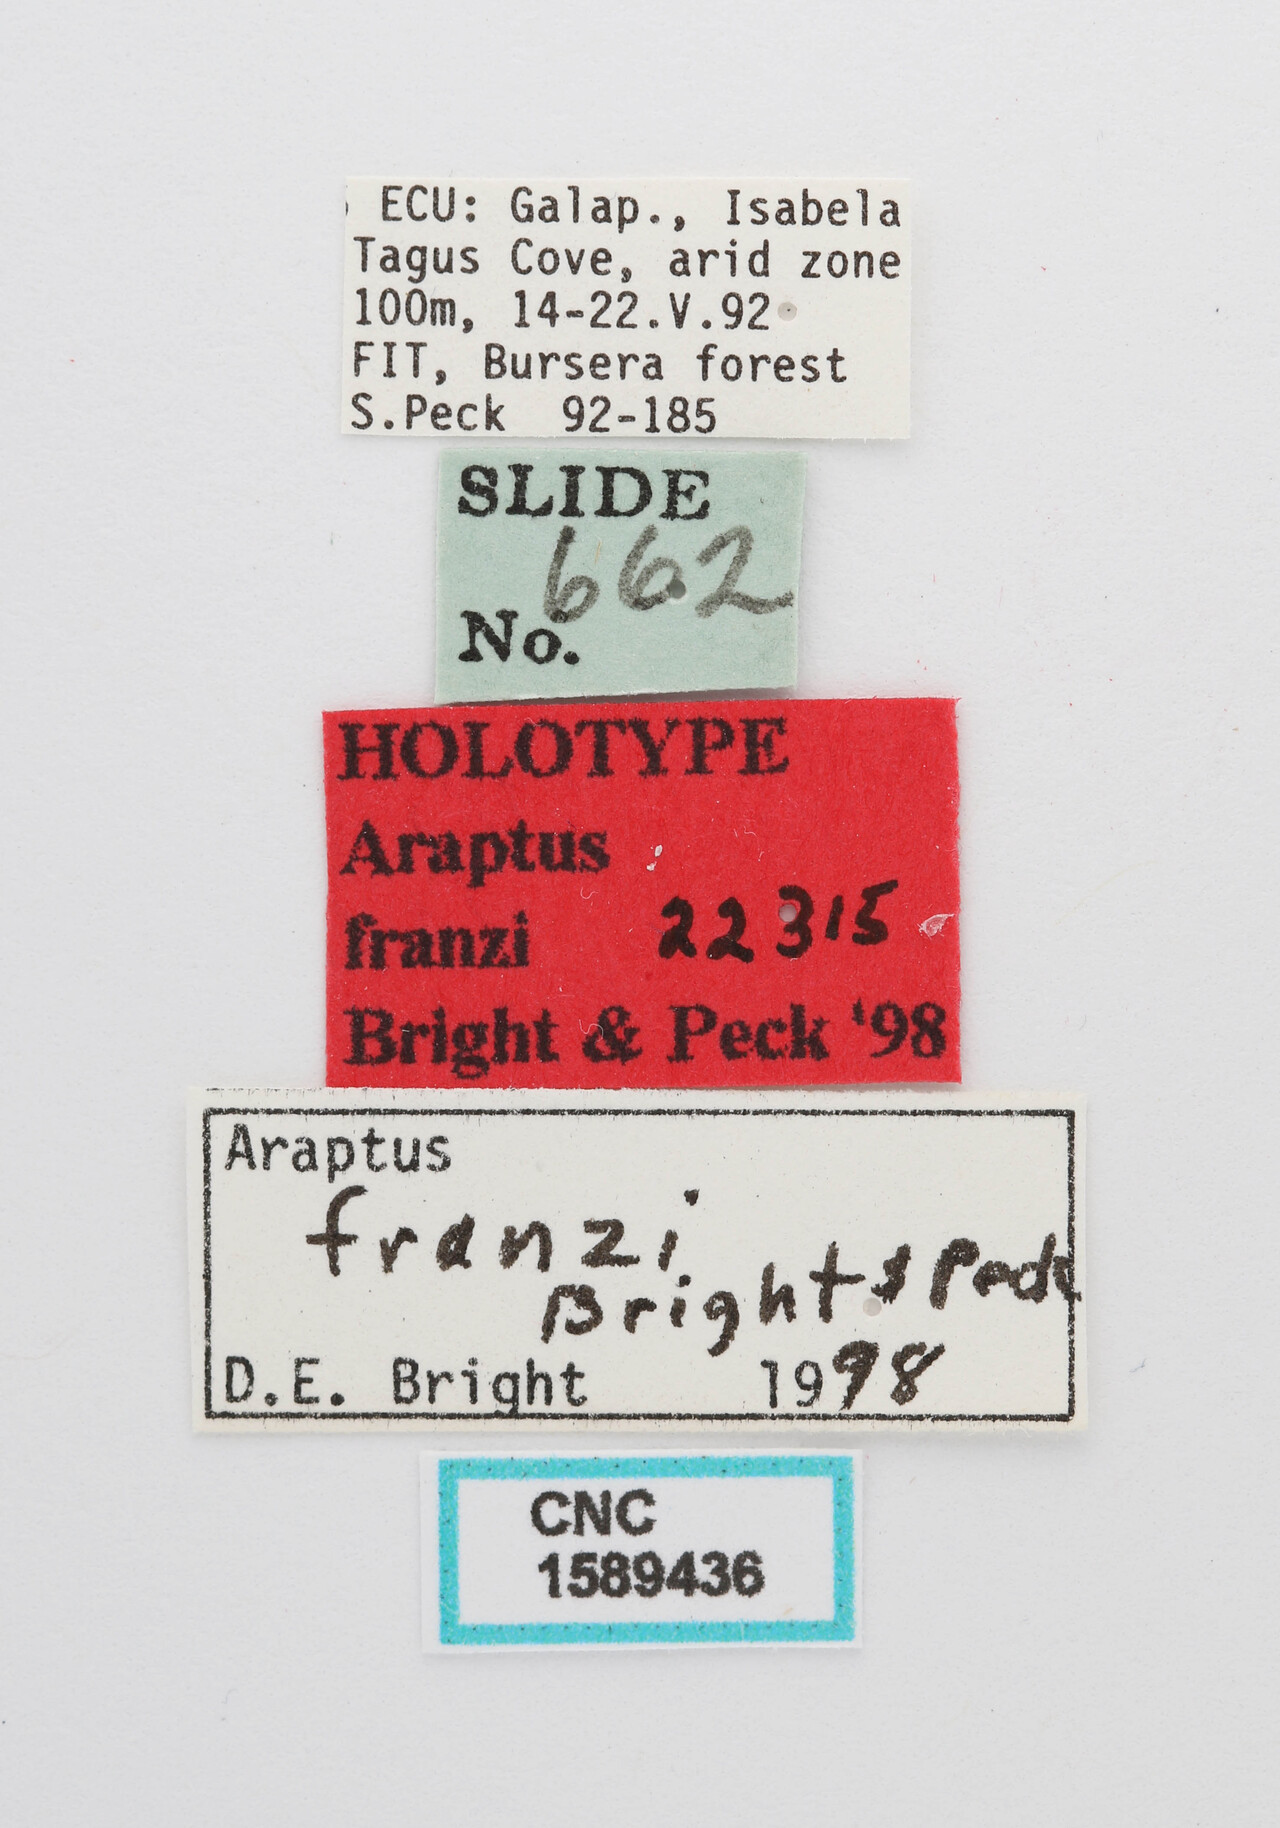 ECU: Galap., Isabela
Tagus Cove, arid zone
100m, 14-22.V.92
FIT, Bursera forest
S.Peck 92-185
SLIDE
662
No.
HOLOTYPE
Araptus
franzi 22315
Bright & Peck '98
Araptus
franzi
Bright & Peck
D.E. Bright 1998
CNC
1589436